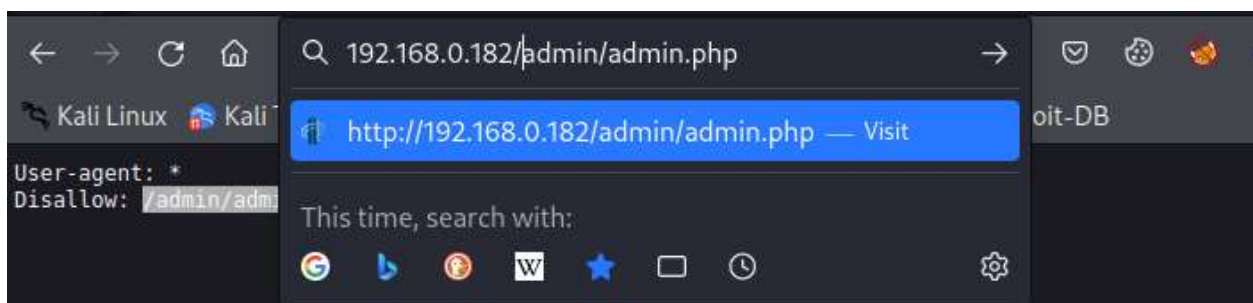 192.168.0.182/admin/admin.php
Kali Linux Kali
oit-DB
http://192.168.0.182/admin/admin.php — Visit
User-agent: *
Disallow: /admin/adm
This time, search with:
W